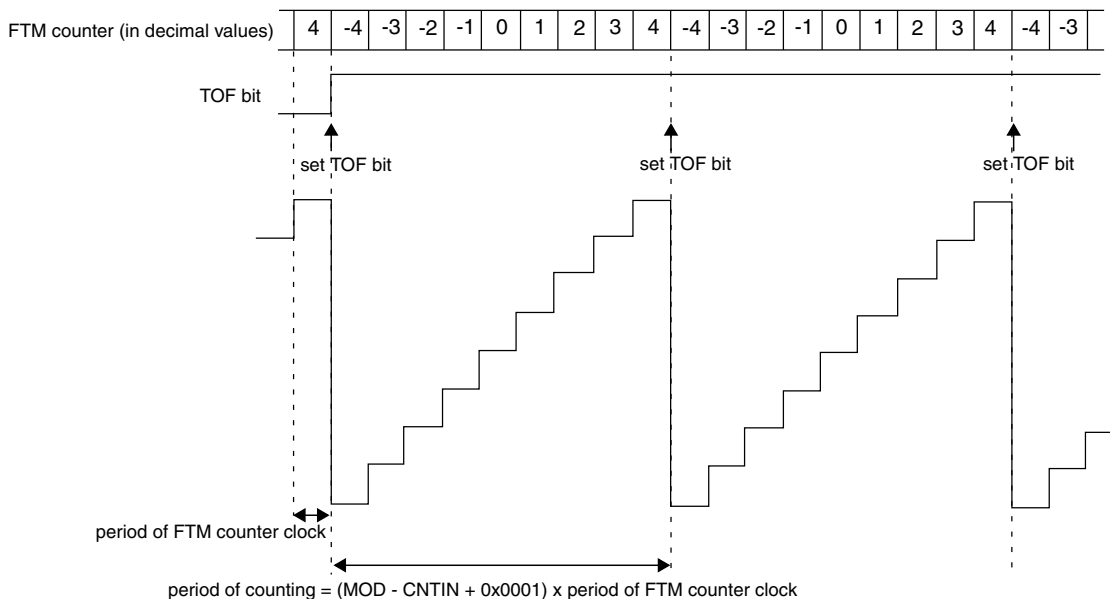 FTM counter (in decimal values) 4 -4 -3 -2 -1 0 1 2 3 4 -4 -3 -2 -1 0 1 2 3 4 -4 -3
TOF bit
set TOF bit set TOF bit set TOF bit
period of FTM counter clock
period of counting = (MOD - CNTIN + 0x0001) x period of FTM counter clock